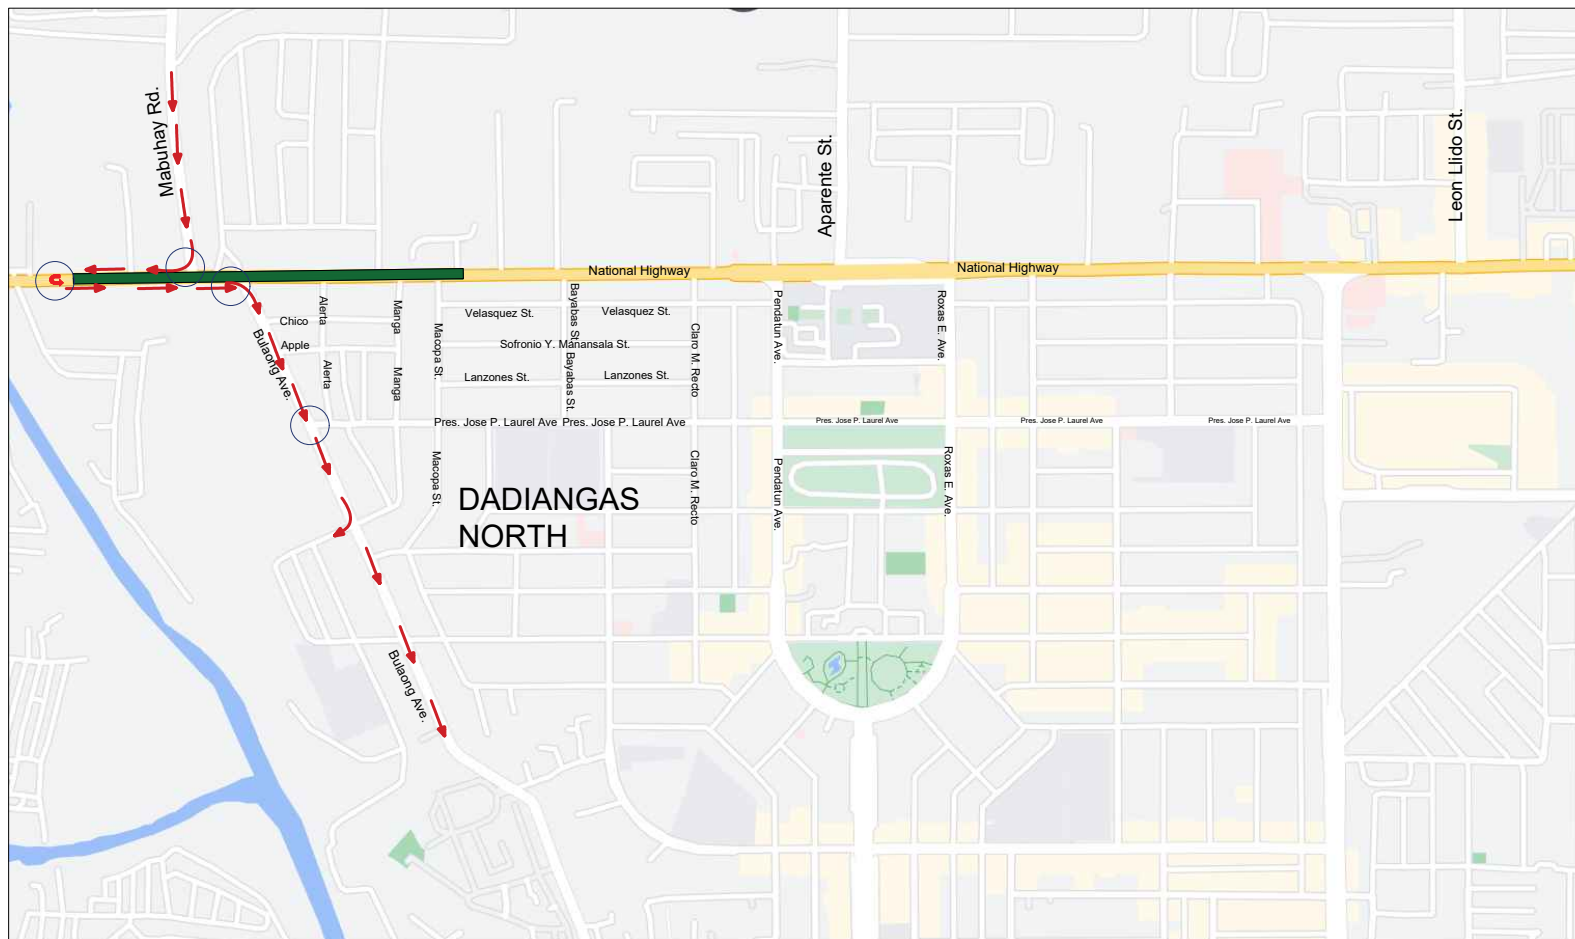 Mabuhay Rd.
Aparente St.
Leon Llido St.
National Highway
National Highway
Chico
Apple
Alerta
Alerta
Manga
Manga
Bulaong Ave.
Macopa St.
Velasquez St.
Velasquez St.
Bayabas St.
Bayabas St.
Sofronio Y. Manansala St.
Lanzones St.
Lanzones St.
Claro M. Recto
Pendatun Ave.
Roxas E. Ave.
Pres. Jose P. Laurel Ave
Pres. Jose P. Laurel Ave
Pres. Jose P. Laurel Ave
Pres. Jose P. Laurel Ave
Pres. Jose P. Laurel Ave
Macopa St.
Claro M. Recto
Pendatun Ave.
Roxas E. Ave.
DADIANGAS
NORTH
Bulaong Ave.